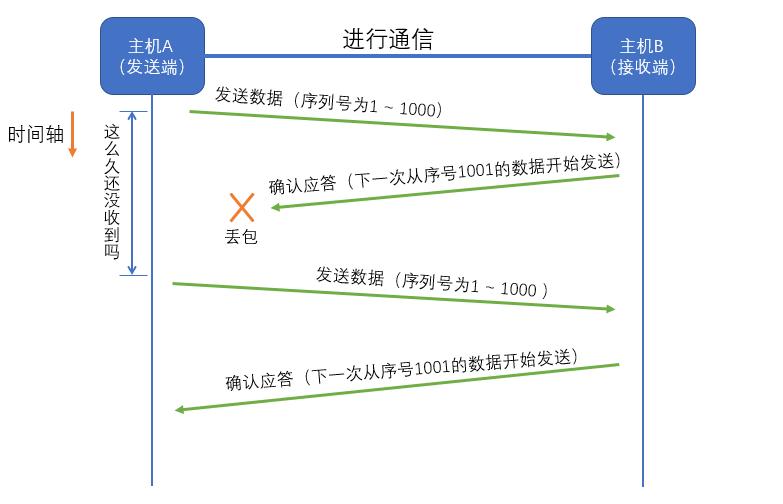 主机A
（发送端）
进行通信
主机B
（接收端）
发送数据（序列号为1 ~ 1000）
时间轴
这么久还没收到吗
确认应答（下一次从序号1001的数据开始发送）
丢包
发送数据（序列号为1 ~ 1000 ）
确认应答（下一次从序号1001的数据开始发送）